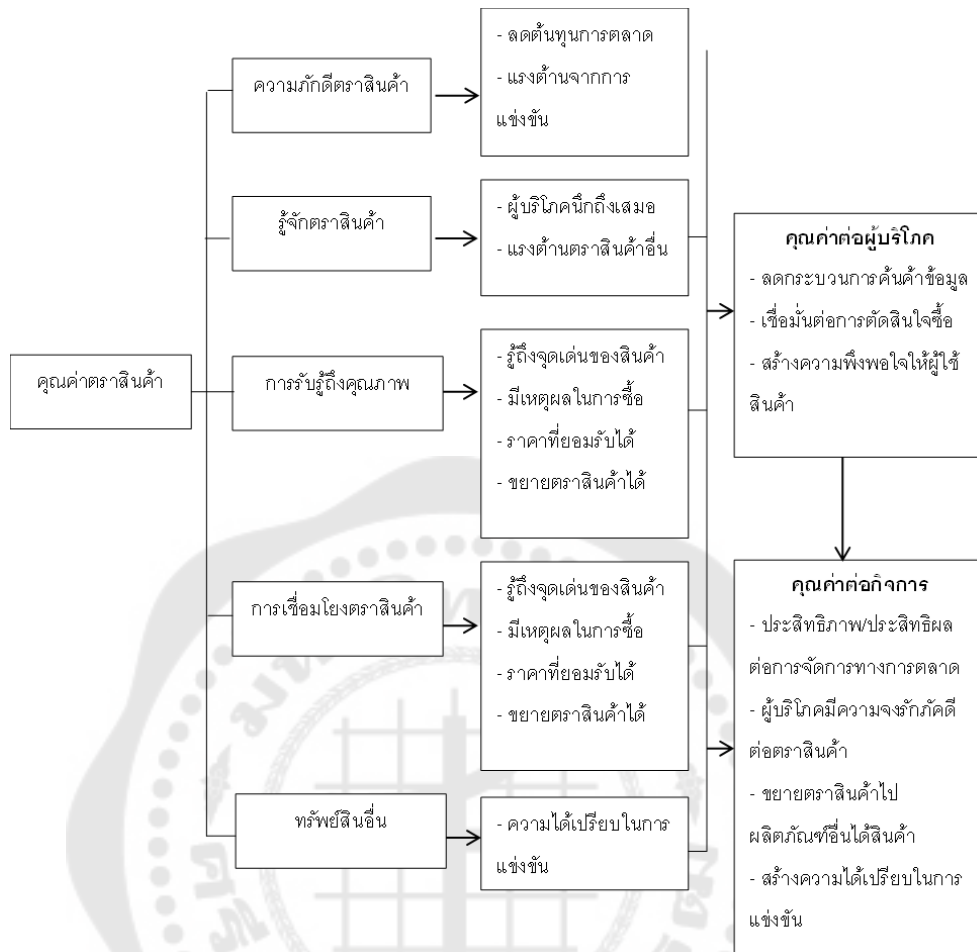 - ลดต้นทุนการตลาด
- แรงต้านจากการ
แข่งขัน
ความภักดีตราสินค้า
รู้จักตราสินค้า
- ผู้บริโภคนึกถึงเสมอ
- แรงต้านตราสินค้าอื่น
คุณค่าต่อผู้บริโภค
- ลดกระบวนการค้นค้าข้อมูล
- เชื่อมั่นต่อการตัดสินใจซื้อ
- สร้างความพึงพอใจให้ผู้ใช้
สินค้า
คุณค่าตราสินค้า
การรับรู้ถึงคุณภาพ
- รู้ถึงจุดเด่นของสินค้า
- มีเหตุผลในการซื้อ
- ราคาที่ยอมรับได้
- ขยายตราสินค้าได้
การเชื่อมโยงตราสินค้า
- รู้ถึงจุดเด่นของสินค้า
- มีเหตุผลในการซื้อ
- ราคาที่ยอมรับได้
- ขยายตราสินค้าได้
คุณค่าต่อกิจการ
- ประสิทธิภาพ/ประสิทธิผล
ต่อการจัดการทางการตลาด
- ผู้บริโภคมีความจงรักภัคดี
ต่อตราสินค้า
- ขยายตราสินค้าไป
ผลิตภัณฑ์อื่นได้สินค้า
- สร้างความได้เปรียบในการ
แข่งขัน
ทรัพย์สินอื่น
- ความได้เปรียบในการ
แข่งขัน